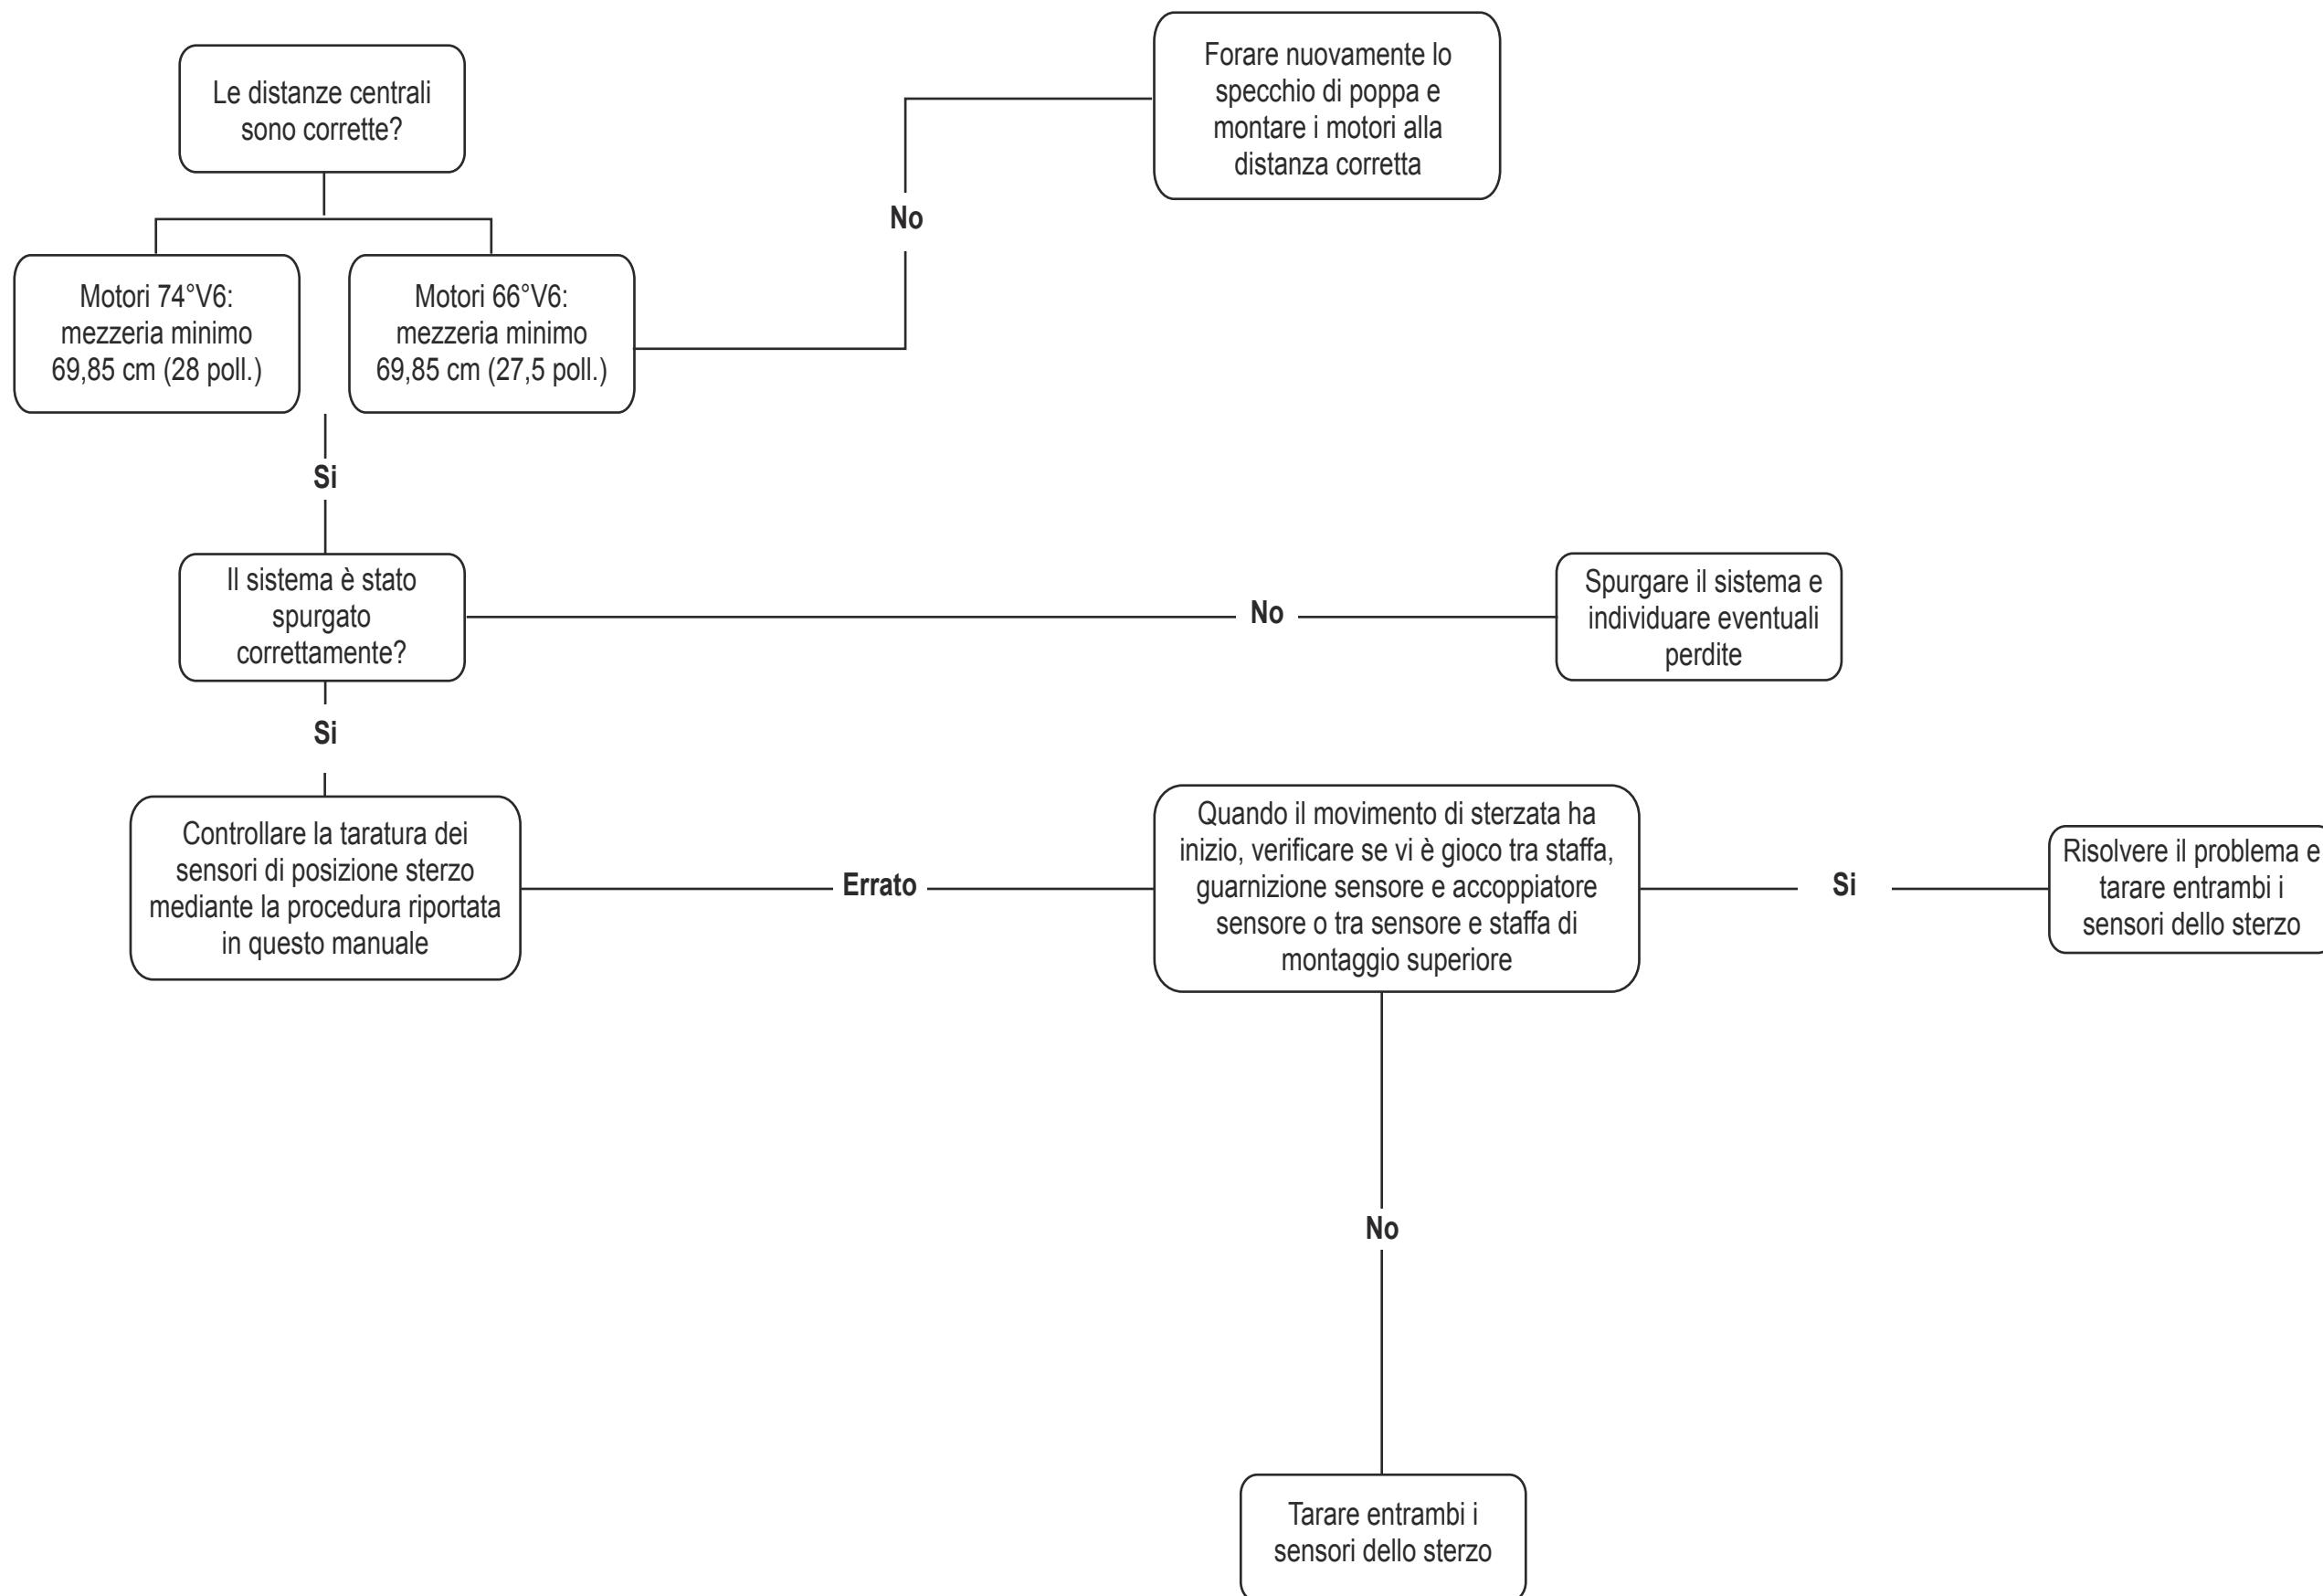 Le distanze centrali
sono corrette?
Forare nuovamente lo
specchio di poppa e
montare i motori alla
distanza corretta
No
Motori 74°V6:
mezzeria minimo
69,85 cm (28 poll.)
Motori 66°V6:
mezzeria minimo
69,85 cm (27,5 poll.)
Si
Il sistema è stato
spurgato
correttamente?
No
Spurgare il sistema e
individuare eventuali
perdite
Si
Controllare la taratura dei
sensori di posizione sterzo
mediante la procedura riportata
in questo manuale
Errato
Quando il movimento di sterzata ha
inizio, verificare se vi è gioco tra staffa,
guarnizione sensore e accoppiatore
sensore o tra sensore e staffa di
montaggio superiore
Si
Risolvere il problema e
tarare entrambi i
sensori dello sterzo
No
Tarare entrambi i
sensori dello sterzo